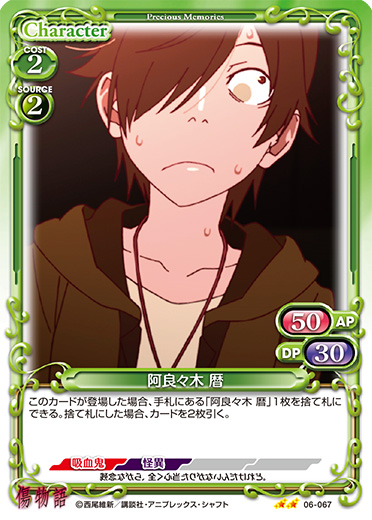 Precious Memories
Character
COST
2
SOURCE
2
50 AP
DP 30
阿良々木 暦
このカードが登場した場合、手札にある「阿良々木 暦」1枚を捨て札に
できる。捨て札にした場合、カードを2枚引く。
吸血鬼 怪異
傷物語
©西尾維新／講談社・アニプレックス・シャフト
06-067